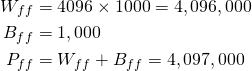 W_{ff} = 4096 × 1000 = 4,096,000
B_{ff} = 1,000
P_{ff} = W_{ff} + B_{ff} = 4,097,000